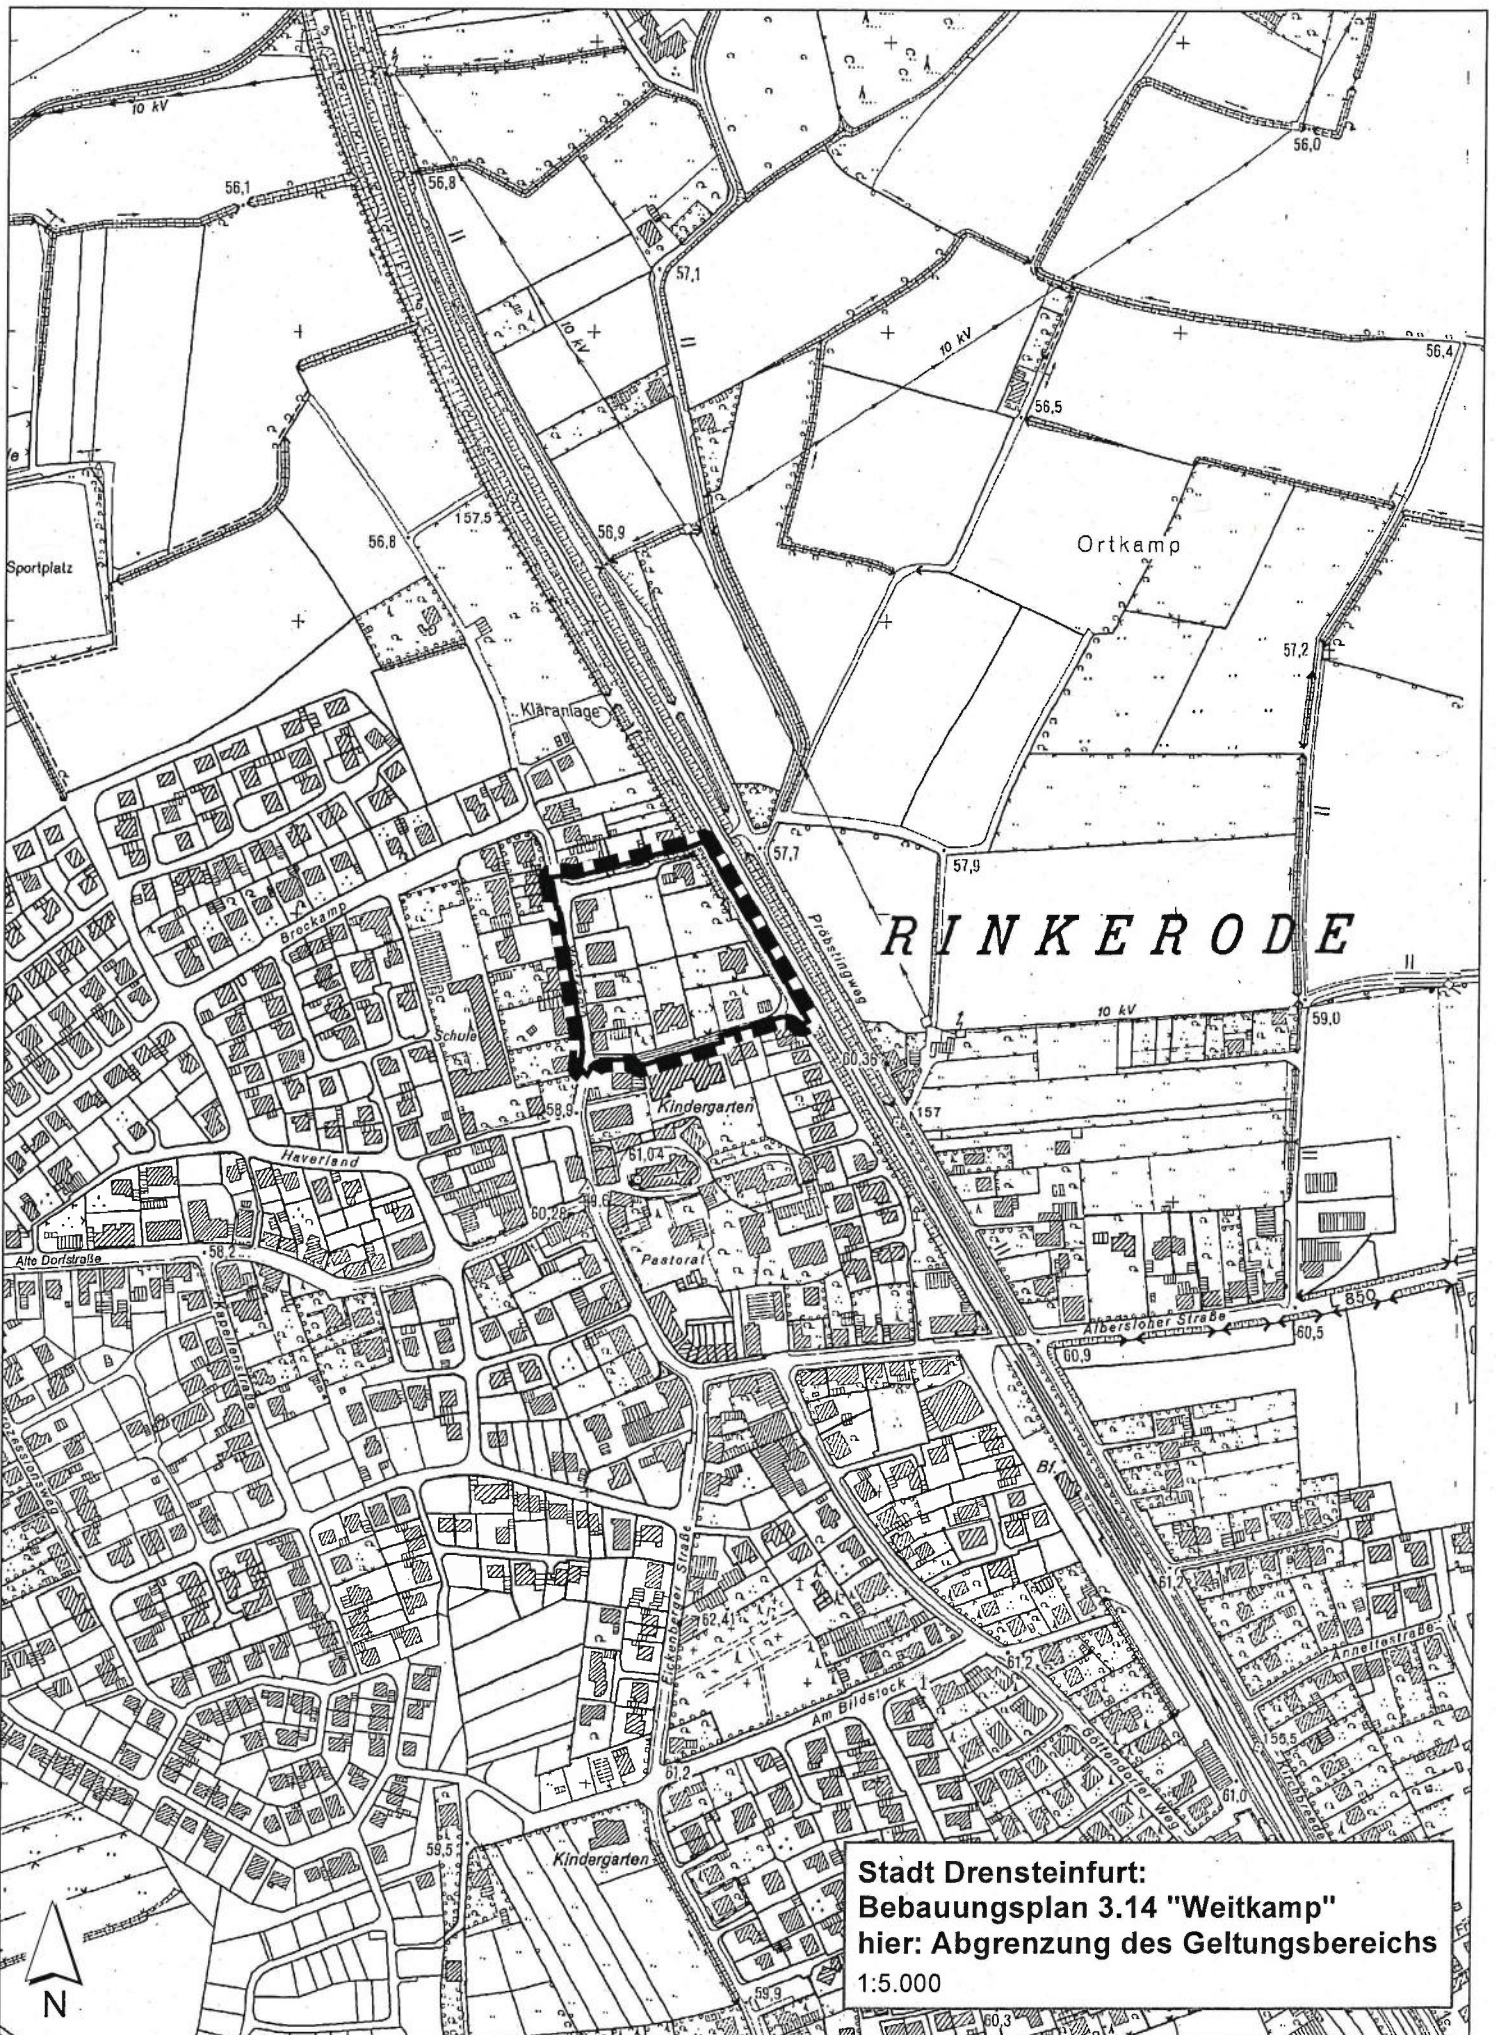 10 kV
56,0
56,8
56,1
57,1
10 kV
10 kV
56,4
56,5
157.5
56,9
56,8
Ortkamp
Sportplatz
57,2
Kläranlage
57,7
57,9
Brockamp
Pröbstingweg
RINKERODE
10 kV
59,0
Schule
60,36
58,9
Kindergarten
157
Haverland
61,04
60,28
Pastorat
58,2
Alte Dorfstraße
Kapellenstraße
850
Albersloher Straße
60,5
60,9
Bf.
61,2
Eickenbeger Straße
62,41
Annettestraße
61,2
Am Bildstock
Göttendorfer Weg
155,5
61,2
61,0
Kirchbreede
59,5
Kindergarten
Stadt Drensteinfurt:
Bebauungsplan 3.14 "Weitkamp"
hier: Abgrenzung des Geltungsbereichs
1:5.000
N
59,9
60,3